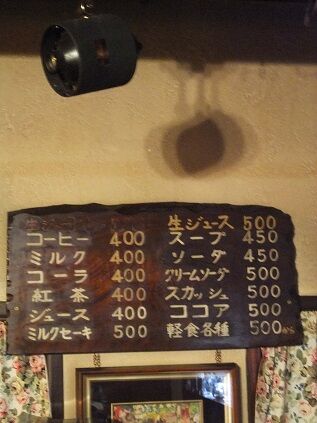 コーヒー 400
ミルク 400
コーラ 400
紅茶 400
ジュース 400
ミルクセーキ 500
生ジュース 500
スープ 450
ソーダ 450
クリームソーダ 500
スカッシュ 500
ココア 500
軽食各種 500